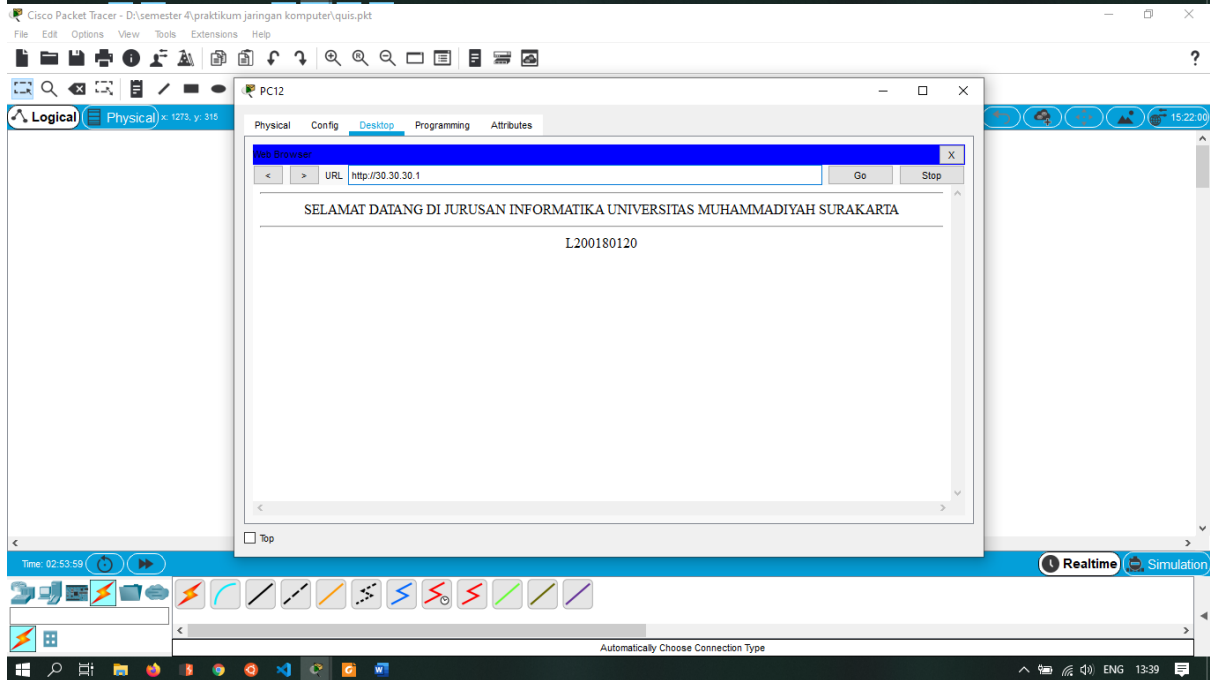 Cisco Packet Tracer - D:\semester 4\praktikum jaringan komputer\quis.pkt
File Edit Options View Tools Extensions Help
?
PC12
Logical Physical x: 1273, y: 315 15:22:00
Physical Config Desktop Programming Attributes
Web Browser X
< > URL http://30.30.30.1 Go Stop
SELAMAT DATANG DI JURUSAN INFORMATIKA UNIVERSITAS MUHAMMADIYAH SURAKARTA
L200180120
Top
Time: 02:53:59 Realtime Simulation
Automatically Choose Connection Type
ENG 13:39